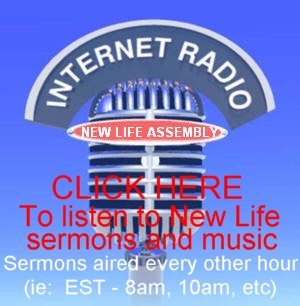 INTERNET RADIO
NEW LIFE ASSEMBLY
CLICK HERE
To listen to New Life
sermons and music
Sermons aired every other hour
(ie:  EST - 8am, 10am, etc)